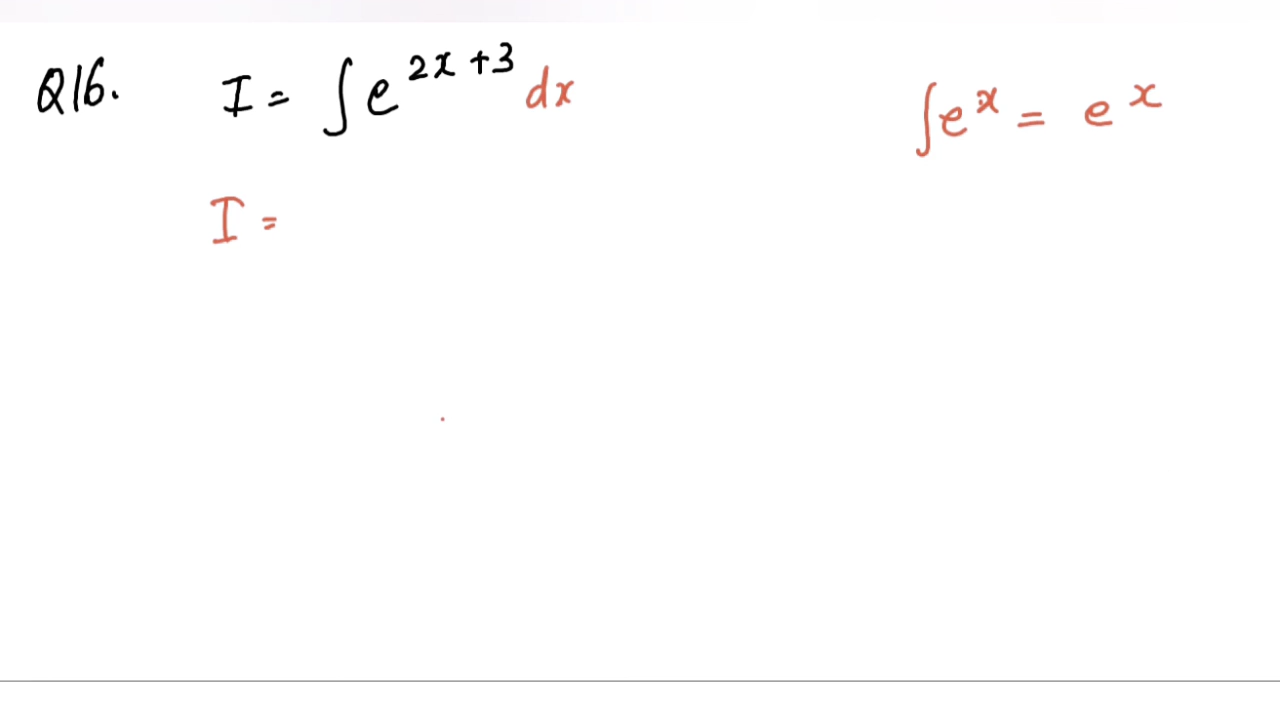 Q16. I = ∫ e^{2x+3} dx
∫e^x = e^x
I =